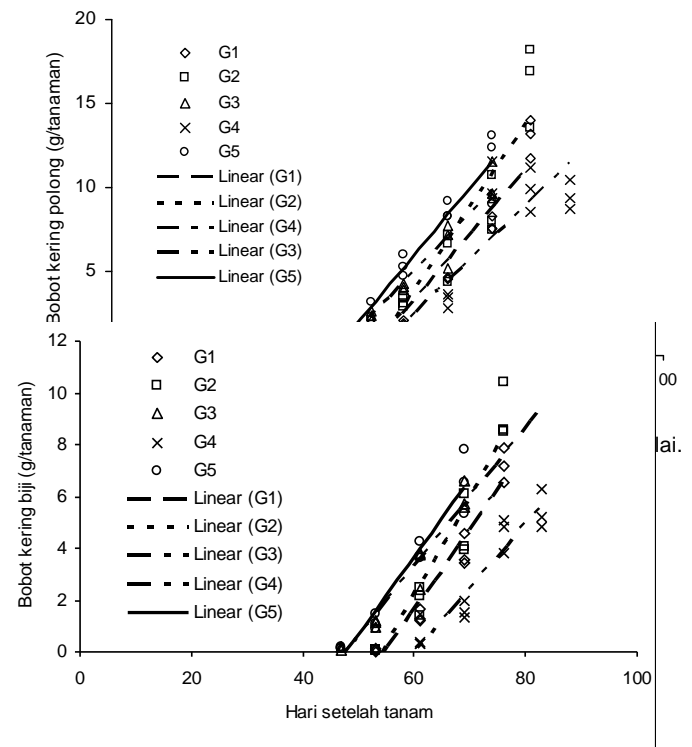 20
15
10
5
Bobot kering polong (g/tanaman)
G1
G2
G3
G4
G5
Linear (G1)
Linear (G2)
Linear (G4)
Linear (G3)
Linear (G5)
00
lai.
12
10
8
6
4
2
0
Bobot kering biji (g/tanaman)
G1
G2
G3
G4
G5
Linear (G1)
Linear (G2)
Linear (G3)
Linear (G4)
Linear (G5)
0 20 40 60 80 100
Hari setelah tanam